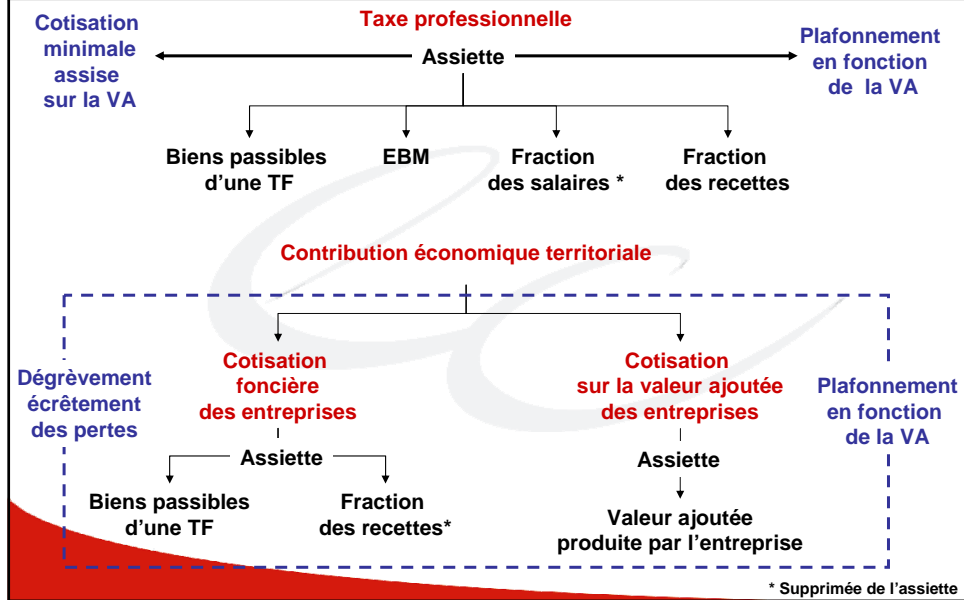 Taxe professionnelle
Cotisation
minimale
assise
sur la VA
Assiette
Plafonnement
en fonction
de la VA
Biens passibles
d’une TF
EBM
Fraction
des salaires *
Fraction
des recettes
Contribution économique territoriale
Dégrèvement
écrêtement
des pertes
Cotisation
foncière
des entreprises
Cotisation
sur la valeur ajoutée
des entreprises
Plafonnement
en fonction
de la VA
Assiette
Assiette
Biens passibles
d’une TF
Fraction
des recettes*
Valeur ajoutée
produite par l’entreprise
* Supprimée de l’assiette